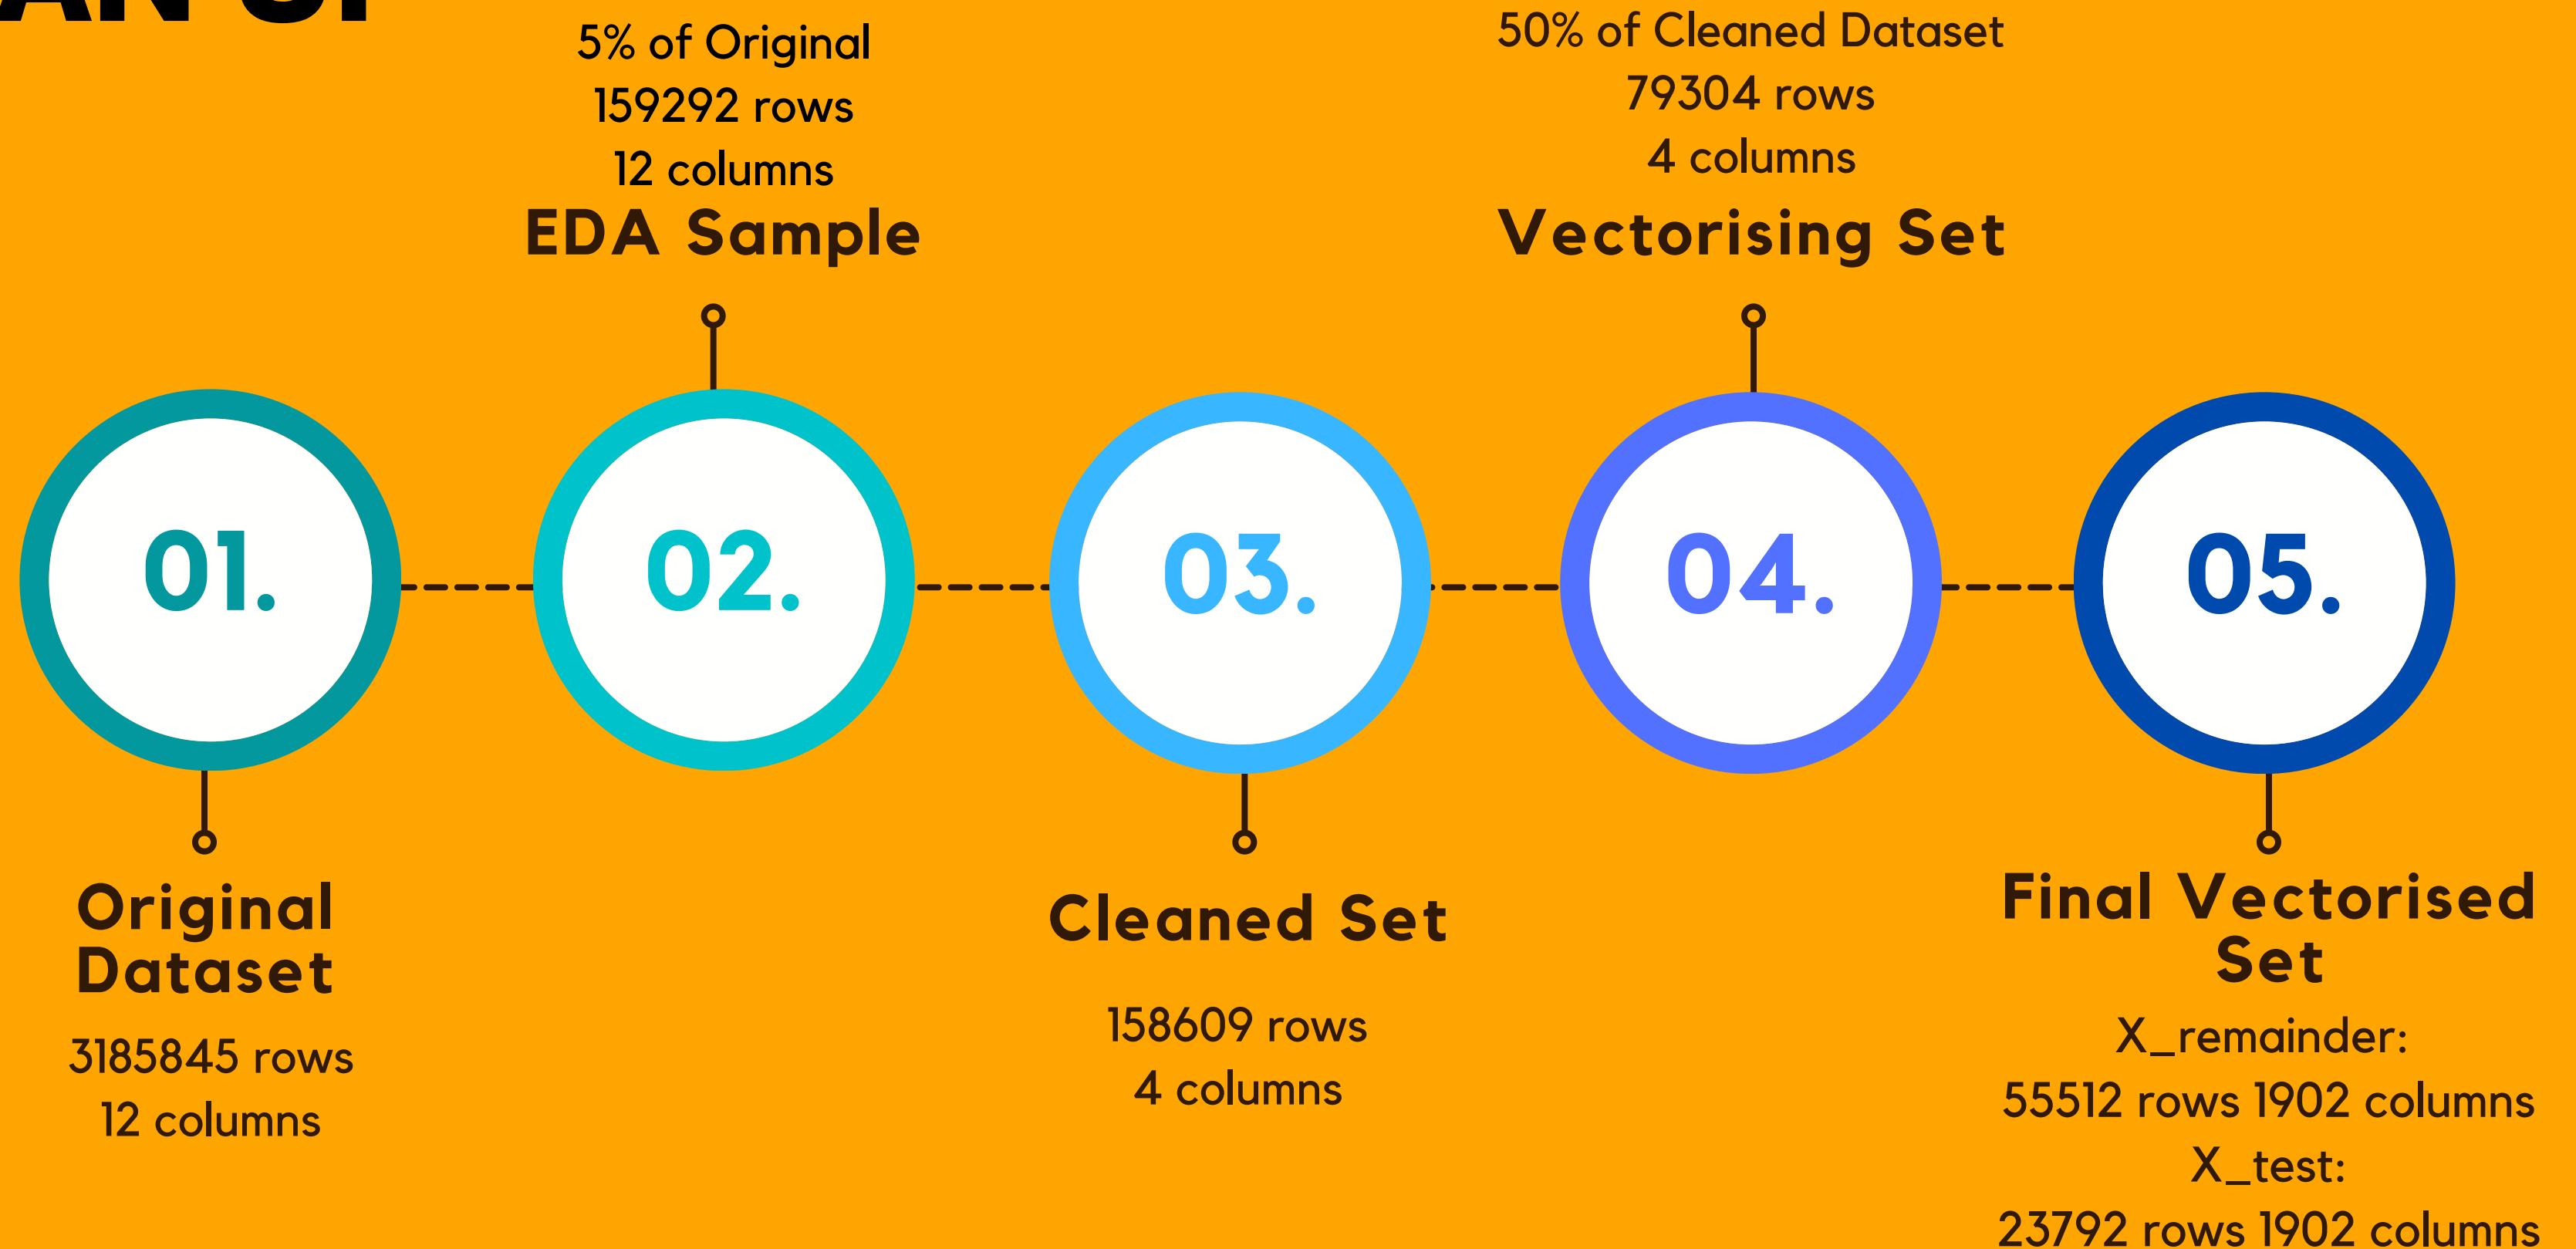 5% of Original
159292 rows
12 columns
EDA Sample
50% of Cleaned Dataset
79304 rows
4 columns
Vectorising Set
01.
02.
03.
04.
05.
Original
Dataset
3185845 rows
12 columns
Cleaned Set
158609 rows
4 columns
Final Vectorised
Set
X_remainder:
55512 rows 1902 columns
X_test:
23792 rows 1902 columns